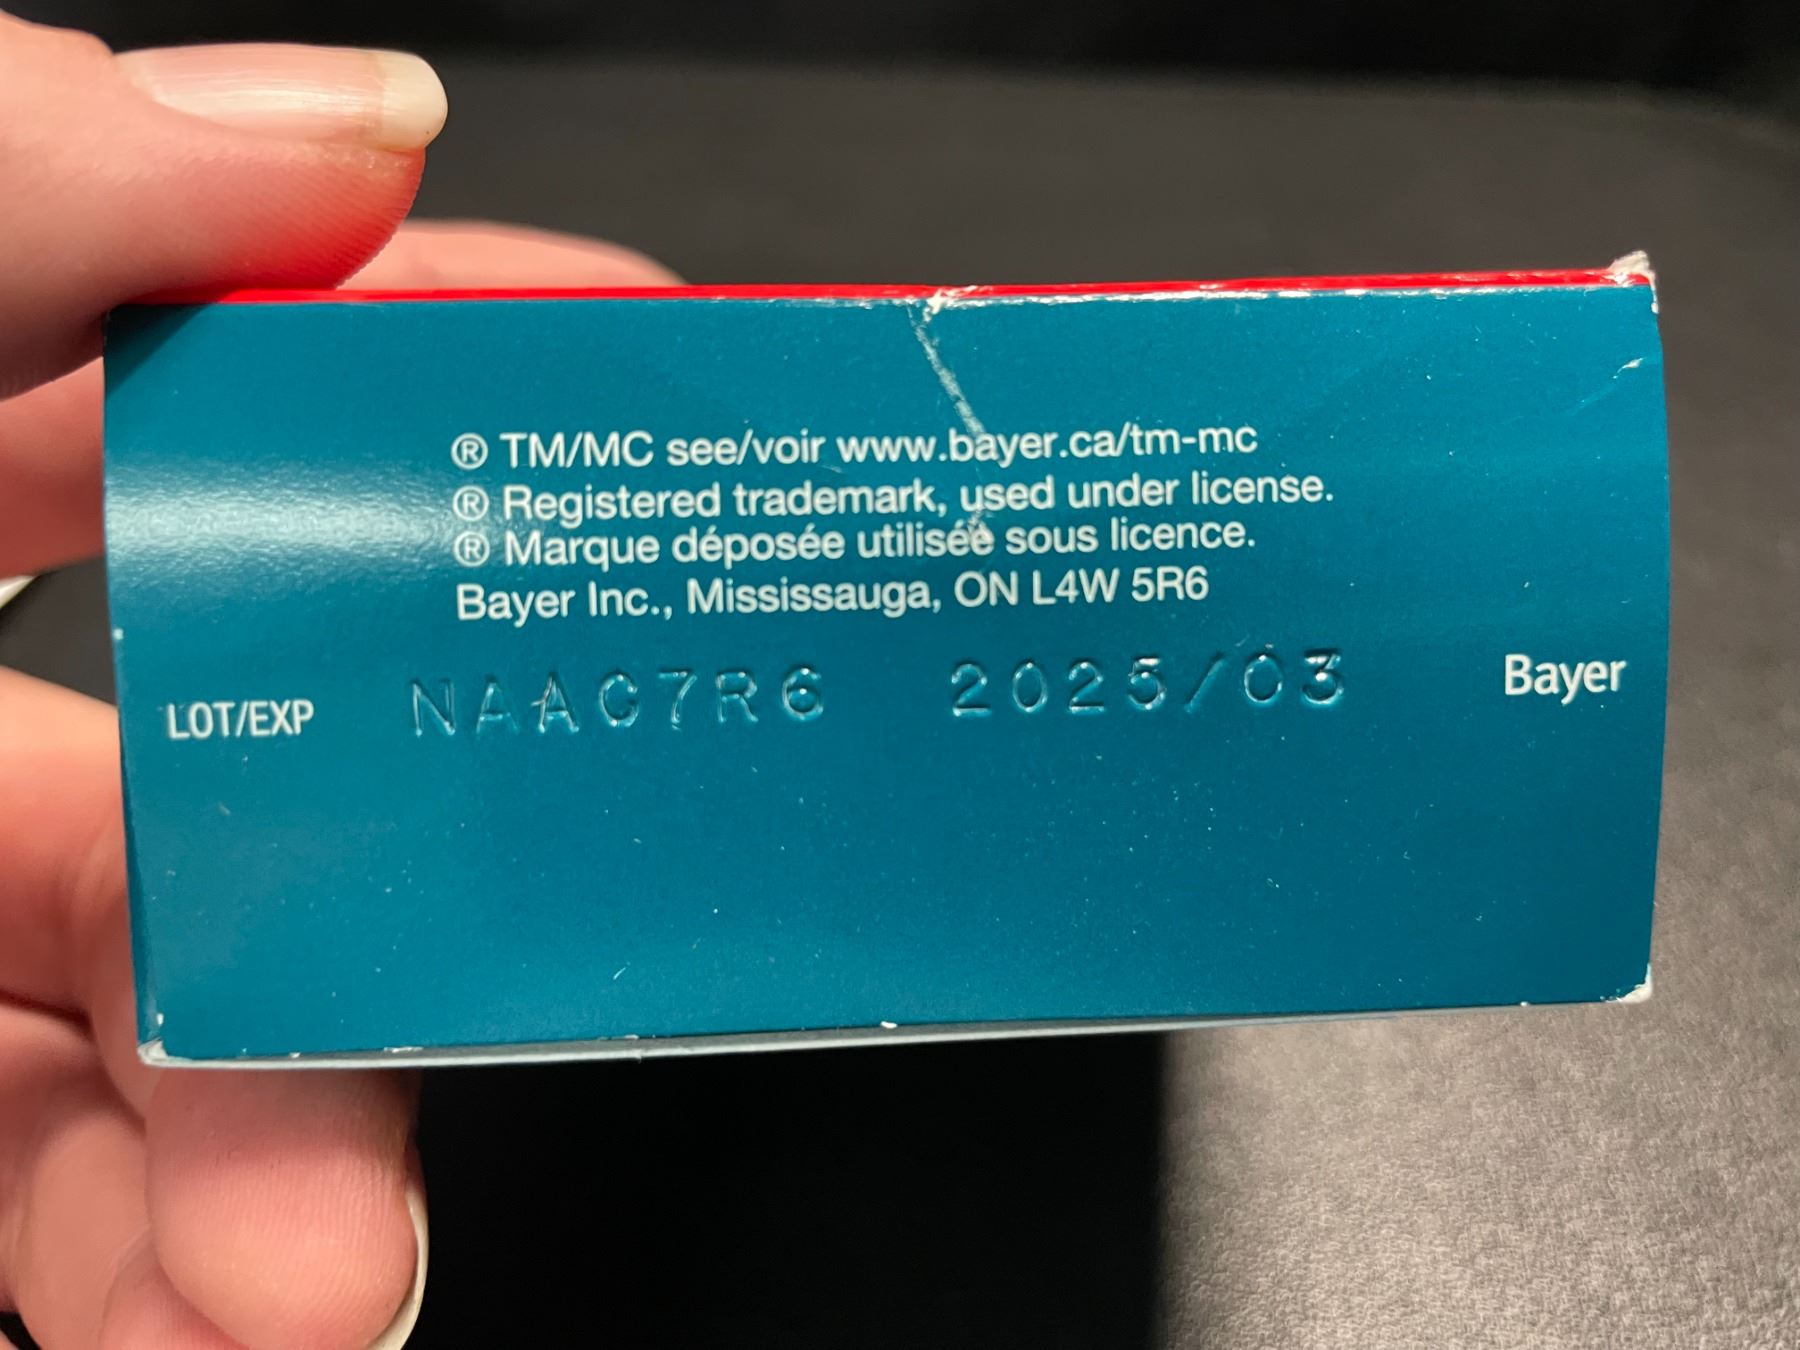 ® TM/MC see/voir www.bayer.ca/tm-mc
® Registered trademark, used under license.
® Marque déposée utilisée sous licence.
Bayer Inc., Mississauga, ON L4W 5R6
LOT/EXP NAAG7R6 2025/03 Bayer